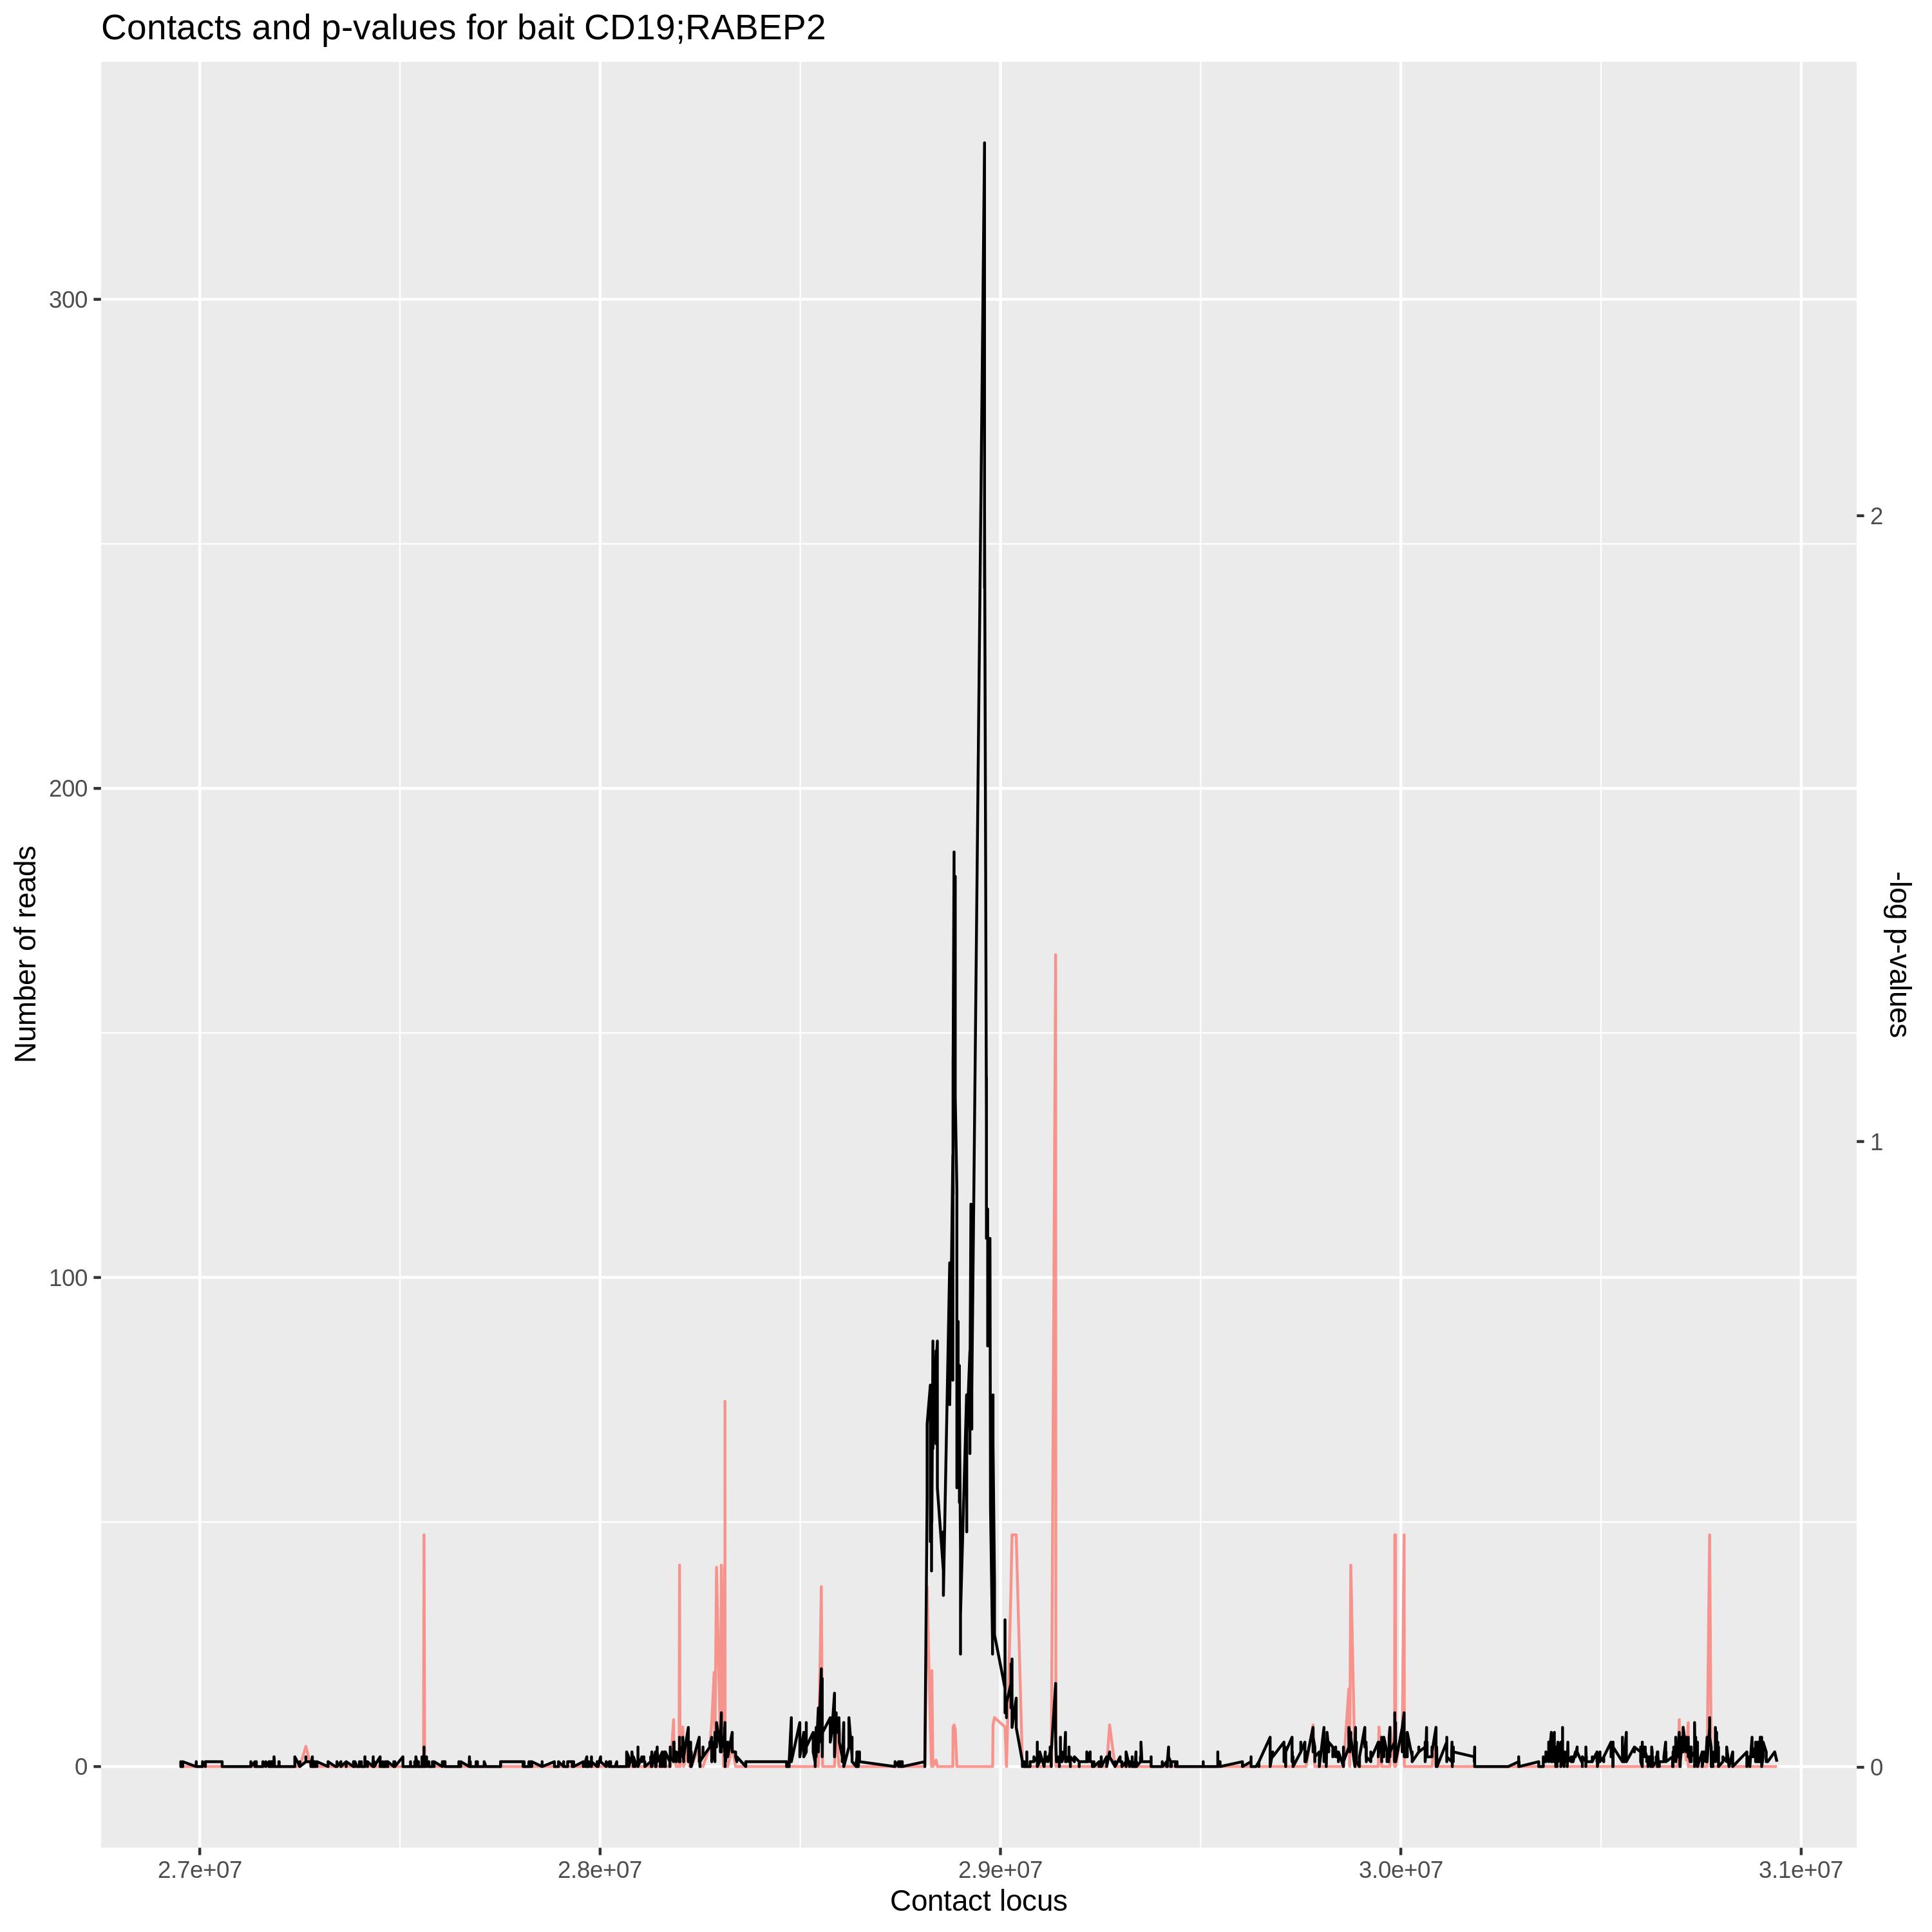 Contacts and p-values for bait CD19;RABEP2
Number of reads
300
200
100
0
2
1
0
-log p-values
2.7e+07 2.8e+07 2.9e+07 3.0e+07 3.1e+07
Contact locus